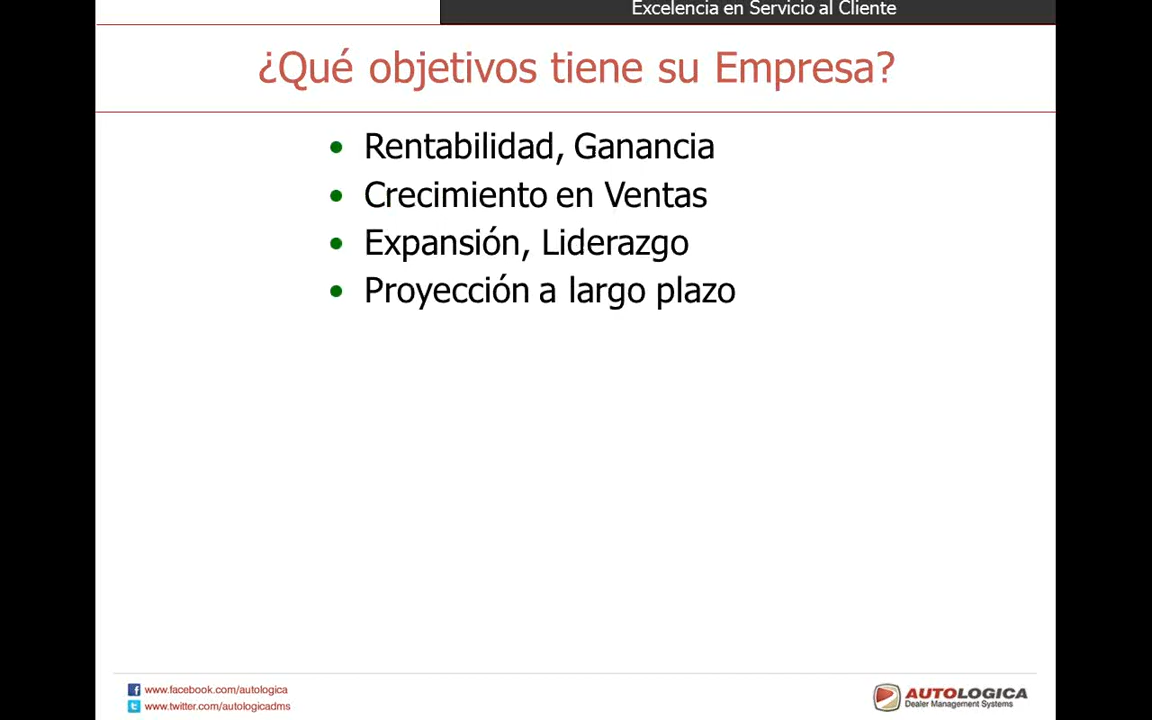 Excelencia en Servicio al Cliente
¿Qué objetivos tiene su Empresa?
• Rentabilidad, Ganancia
• Crecimiento en Ventas
• Expansión, Liderazgo
• Proyección a largo plazo
www.facebook.com/autologica
www.twitter.com/autologicadms
AUTOLOGICA
Dealer Management Systems